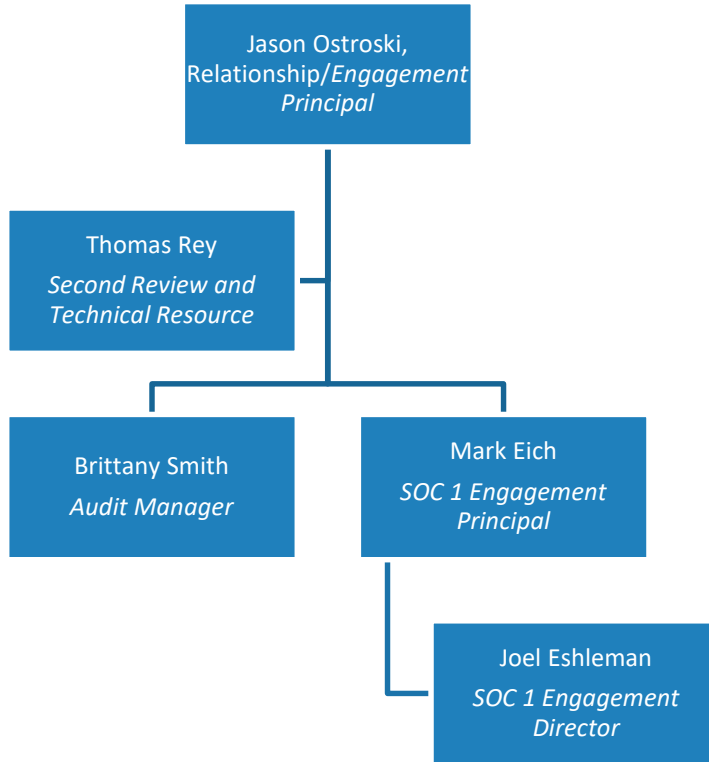 Jason Ostroski,
Relationship/Engagement
Principal
Thomas Rey
Second Review and
Technical Resource
Brittany Smith
Audit Manager
Mark Eich
SOC 1 Engagement
Principal
Joel Eshleman
SOC 1 Engagement
Director